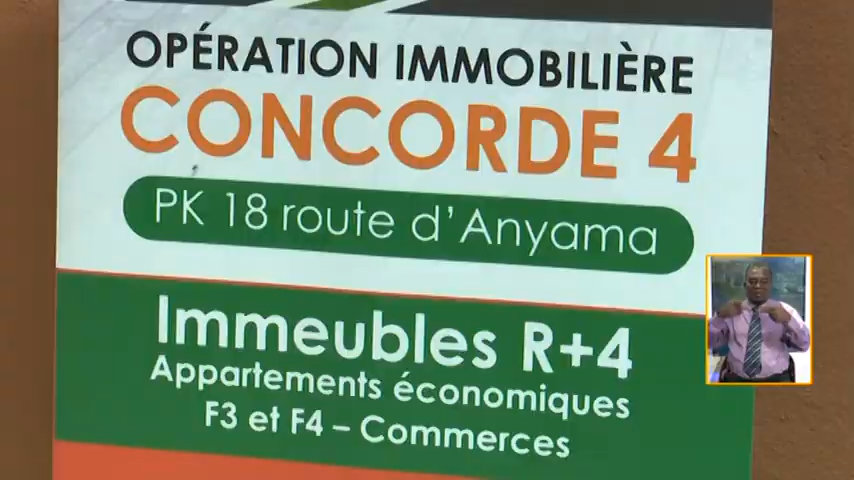 OPÉRATION IMMOBILIÈRE
CONCORDE 4
PK 18 route d'Anyama
Immeubles R+4
Appartements économiques
F3 et F4 – Commerces